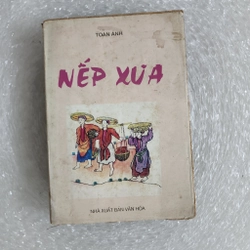 TOAN ÁNH
NẾP XƯA
NHÀ XUẤT BẢN VĂN HÓA